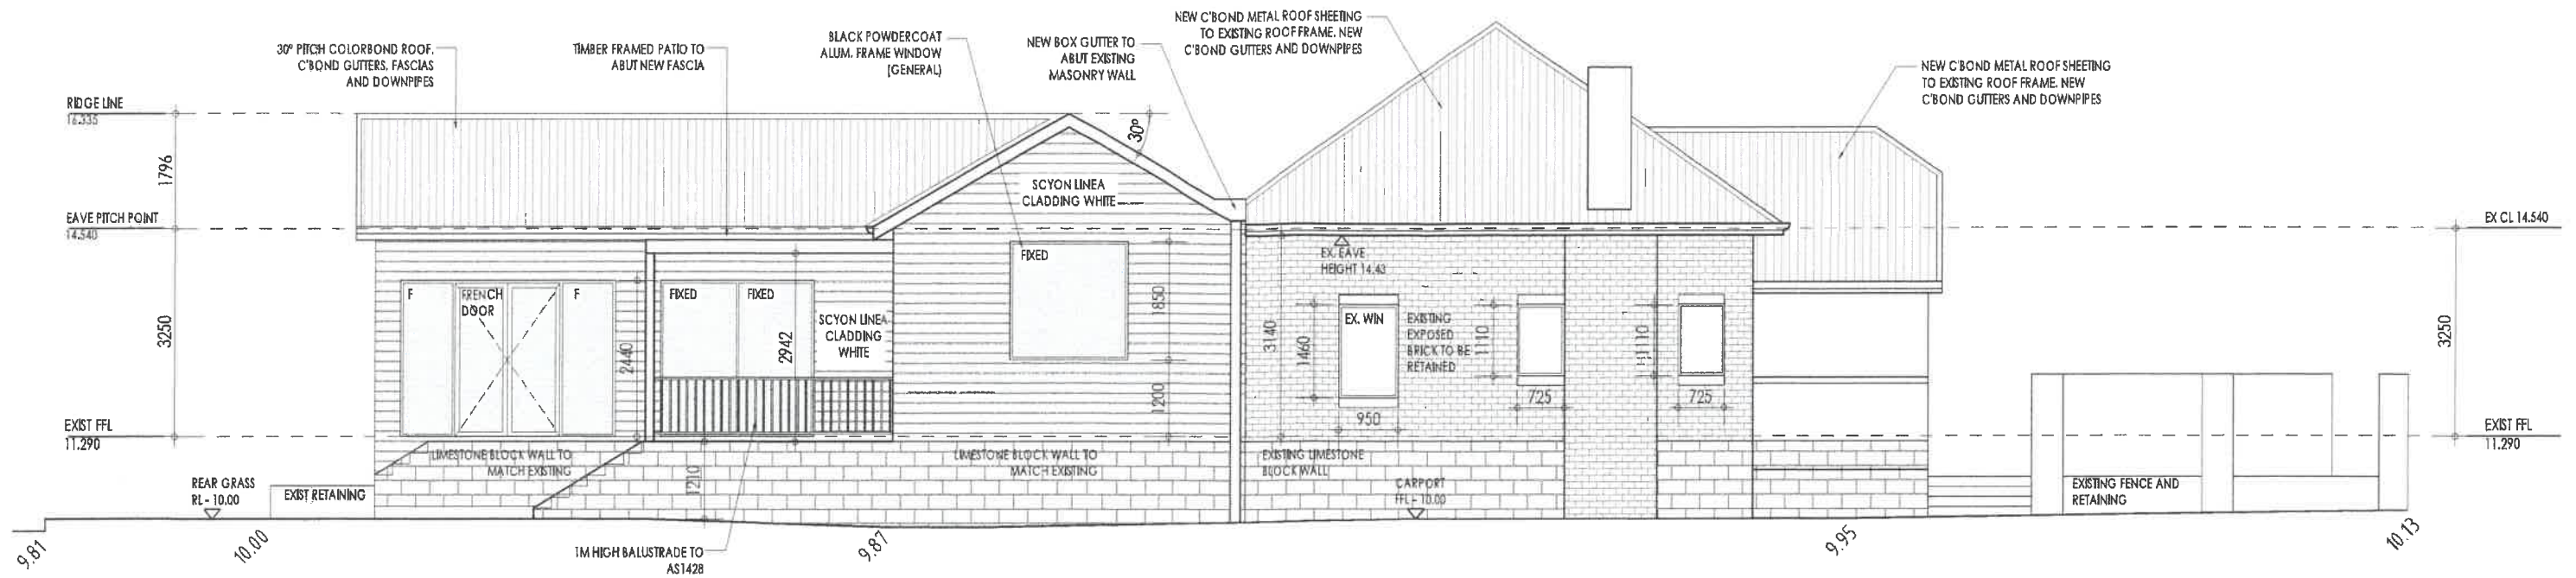 30° PITCH COLORBOND ROOF.
C'BOND GUTTERS, FASCIAS
AND DOWNPIPES
TIMBER FRAMED PATIO TO
ABUT NEW FASCIA
BLACK POWDERCOAT
ALUM. FRAME WINDOW
(GENERAL)
NEW BOX GUTTER TO
ABUT EXISTING
MASONRY WALL
NEW C'BOND METAL ROOF SHEETING
TO EXISTING ROOF FRAME. NEW
C'BOND GUTTERS AND DOWNPIPES
NEW C'BOND METAL ROOF SHEETING
TO EXISTING ROOF FRAME. NEW
C'BOND GUTTERS AND DOWNPIPES
RIDGE LINE
16.335
1796
30°
EAVE PITCH POINT
14.540
SCYON LINEA
CLADDING WHITE
EX CL 14.540
EX. EAVE
HEIGHT 14.43
FIXED
F
FRENCH
DOOR
F
FIXED
FIXED
SCYON LINEA
CLADDING
WHITE
3250
2440
2942
1850
1200
3140
1460
EX. WIN
950
EXISTING
EXPOSED
BRICK TO BE
RETAINED
1110
725
1110
725
3250
EXIST FFL
11.290
EXIST FFL
11.290
LIMESTONE BLOCK WALL TO
MATCH EXISTING
1210
LIMESTONE BLOCK WALL TO
MATCH EXISTING
EXISTING LIMESTONE
BLOCK WALL
CARPORT
FFL - 10.00
REAR GRASS
RL - 10.00
EXIST RETAINING
EXISTING FENCE AND
RETAINING
9.81
10.00
1M HIGH BALUSTRADE TO
AS1428
9.87
9.95
10.13